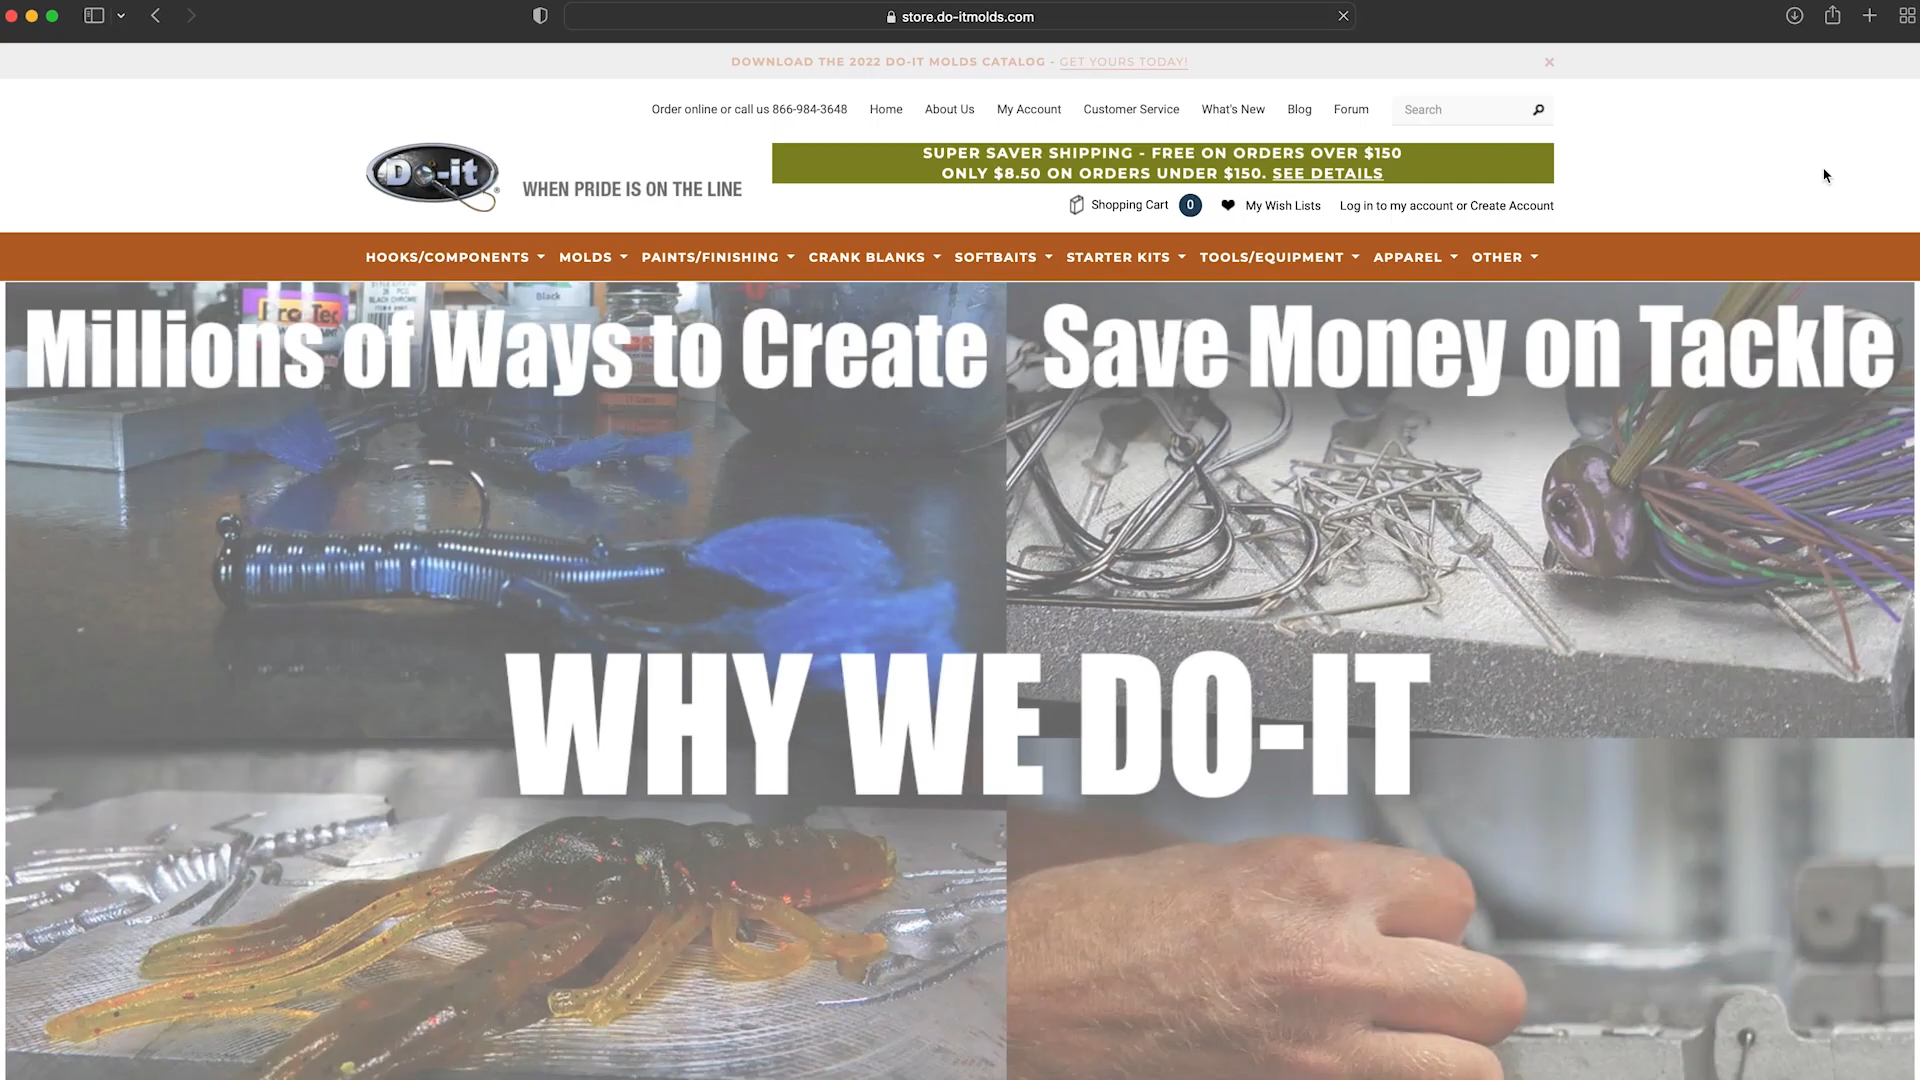 store.do-itmolds.com
DOWNLOAD THE 2022 DO-IT MOLDS CATALOG - GET YOURS TODAY!
Order online or call us 866-984-3648 Home About Us My Account Customer Service What's New Blog Forum Search
SUPER SAVER SHIPPING - FREE ON ORDERS OVER $150
ONLY $8.50 ON ORDERS UNDER $150. SEE DETAILS
Do-it
WHEN PRIDE IS ON THE LINE
Shopping Cart 0 My Wish Lists Log in to my account or Create Account
HOOKS/COMPONENTS MOLDS PAINTS/FINISHING CRANK BLANKS SOFTBAITS STARTER KITS TOOLS/EQUIPMENT APPAREL OTHER
Black
BLACK CHROME
Pro Tec
Millions of Ways to Create
Save Money on Tackle
WHY WE DO-IT